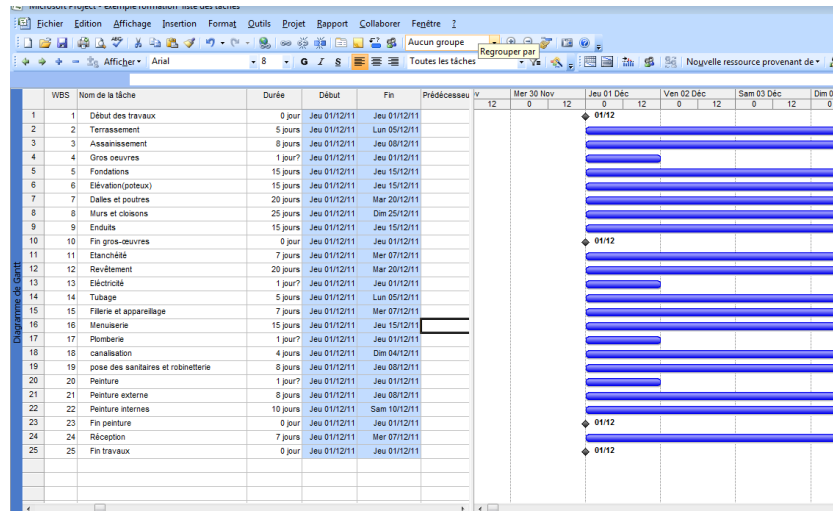 Microsoft Project - exemple formation liste des taches
Fichier Edition Affichage Insertion Format Outils Projet Rapport Collaborer Fenêtre ?
Aucun groupe
Regrouper par
Afficher Arial 8 G I S Toutes les tâches Nouvelle ressource provenant de
WBS Nom de la tâche Durée Début Fin Prédécesseu
Mer 30 Nov Jeu 01 Déc Ven 02 Déc Sam 03 Déc Dim 0
12 0 12 0 12 0 12 0 12 0
1 1 Début des travaux 0 jour Jeu 01/12/11 Jeu 01/12/11 01/12
2 2 Terrassement 5 jours Jeu 01/12/11 Lun 05/12/11
3 3 Assainissement 8 jours Jeu 01/12/11 Jeu 08/12/11
4 4 Gros oeuvres 1 jour? Jeu 01/12/11 Jeu 01/12/11
5 5 Fondations 15 jours Jeu 01/12/11 Jeu 15/12/11
6 6 Elévation(poteux) 15 jours Jeu 01/12/11 Jeu 15/12/11
7 7 Dalles et poutres 20 jours Jeu 01/12/11 Mar 20/12/11
8 8 Murs et cloisons 25 jours Jeu 01/12/11 Dim 25/12/11
9 9 Enduits 15 jours Jeu 01/12/11 Jeu 15/12/11
10 10 Fin gros-œuvres 0 jour Jeu 01/12/11 Jeu 01/12/11 01/12
11 11 Etanchéité 7 jours Jeu 01/12/11 Mer 07/12/11
12 12 Revêtement 20 jours Jeu 01/12/11 Mar 20/12/11
13 13 Eléctricité 1 jour? Jeu 01/12/11 Jeu 01/12/11
14 14 Tubage 5 jours Jeu 01/12/11 Lun 05/12/11
15 15 Fillerie et appareillage 7 jours Jeu 01/12/11 Mer 07/12/11
16 16 Menuiserie 15 jours Jeu 01/12/11 Jeu 15/12/11
17 17 Plomberie 1 jour? Jeu 01/12/11 Jeu 01/12/11
18 18 canalisation 4 jours Jeu 01/12/11 Dim 04/12/11
19 19 pose des sanitaires et robinetterie 8 jours Jeu 01/12/11 Jeu 08/12/11
20 20 Peinture 1 jour? Jeu 01/12/11 Jeu 01/12/11
21 21 Peinture externe 8 jours Jeu 01/12/11 Jeu 08/12/11
22 22 Peinture internes 10 jours Jeu 01/12/11 Sam 10/12/11
23 23 Fin peinture 0 jour Jeu 01/12/11 Jeu 01/12/11 01/12
24 24 Réception 7 jours Jeu 01/12/11 Mer 07/12/11
25 25 Fin travaux 0 jour Jeu 01/12/11 Jeu 01/12/11 01/12
Diagramme de Gantt